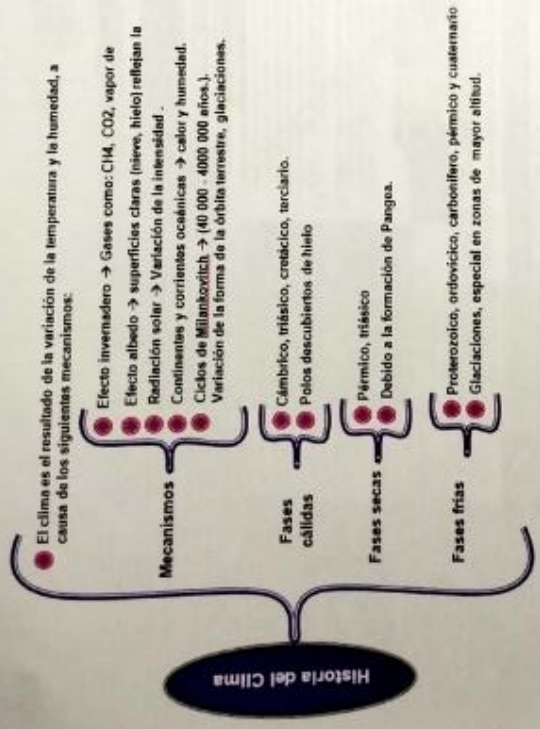 Historia del Clima
El clima es el resultado de la variación de la temperatura y la humedad, a
causa de los siguientes mecanismos:
Mecanismos
Efecto invernadero → Gases como: CH4, CO2, vapor de
Efecto albedo → superficies claras (nieve, hielo) reflejan la
Radiación solar → Variación de la intensidad .
Continentes y corrientes oceánicas → calor y humedad.
Ciclos de Milankovitch → (40 000 - 4000 000 años.).
Variación de la forma de la órbita terrestre, glaciaciones.
Fases
cálidas
Cámbrico, triásico, cretácico, terciario.
Polos descubiertos de hielo
Fases secas
Pérmico, triásico
Debido a la formación de Pangea.
Fases frías
Proterozoico, ordovícico, carbonífero, pérmico y cuaternario
Glaciaciones, especial en zonas de mayor altitud.